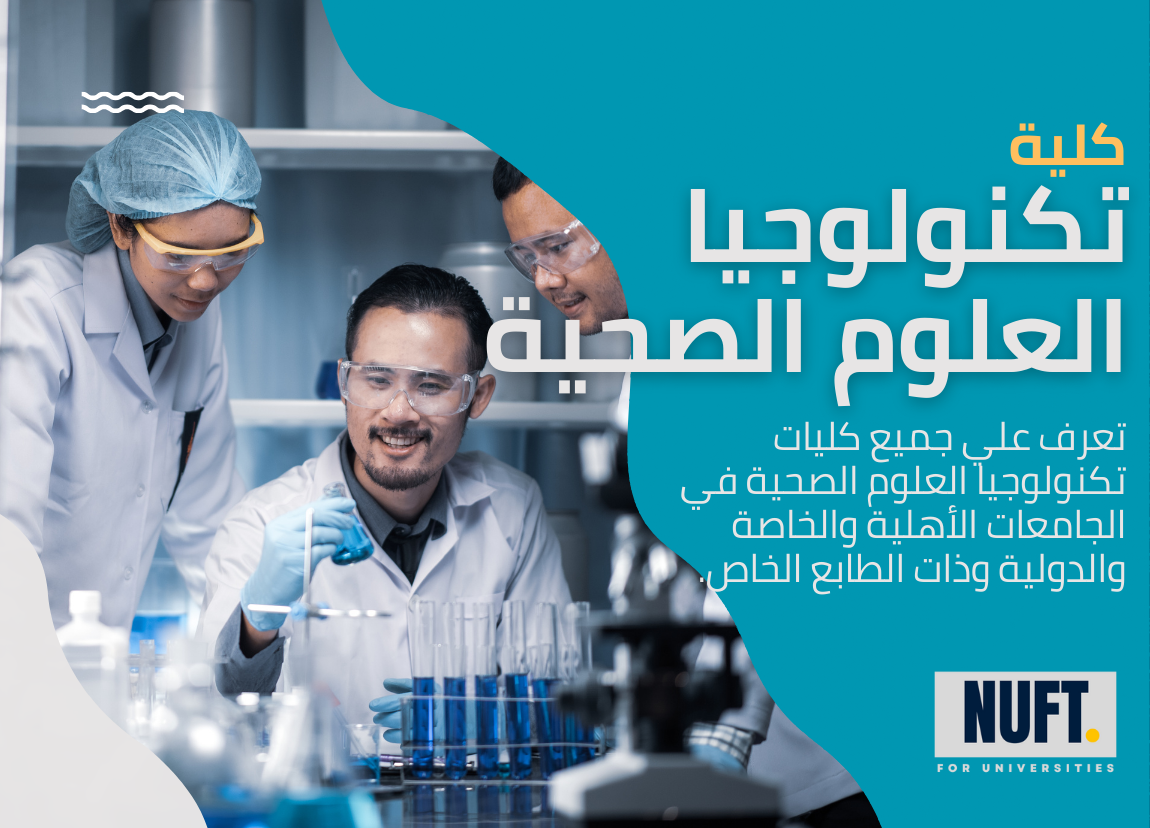 كلية
تكنولوجيا
العلوم الصحية
تعرف علي جميع كليات
تكنولوجيا العلوم الصحية في
الجامعات الأهلية والخاصة
والدولية وذات الطابع الخاص.
NUFT.
FOR UNIVERSITIES